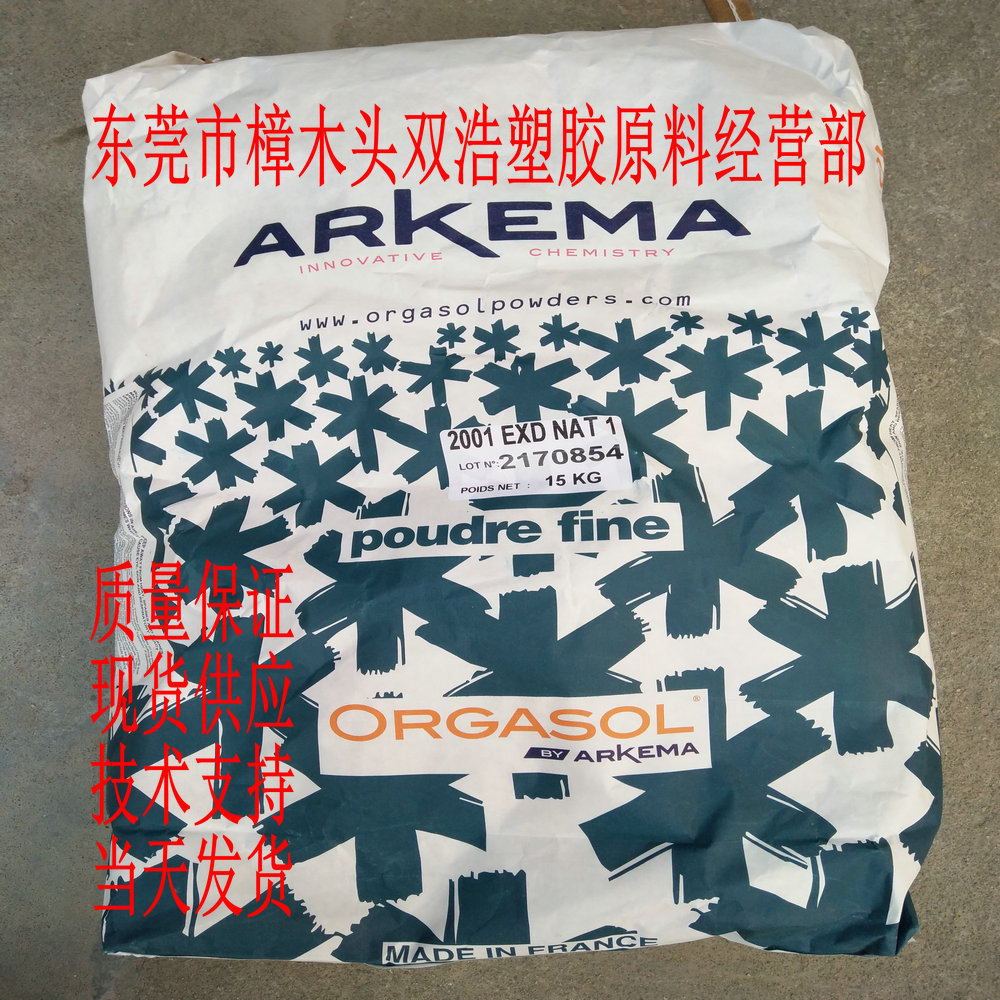 东莞市樟木头双浩塑胶原料经营部
ARKEMA
INNOVATIVE CHEMISTRY
www.orgasolpowders.com
2001 EXD NAT 1
LOT N°: 2170854
POIDS NET : 15 KG
poudre fine
质量保证
现货供应
ORGASOL®
BY ARKEMA
技术支持
当天发货
MADE IN FRANCE